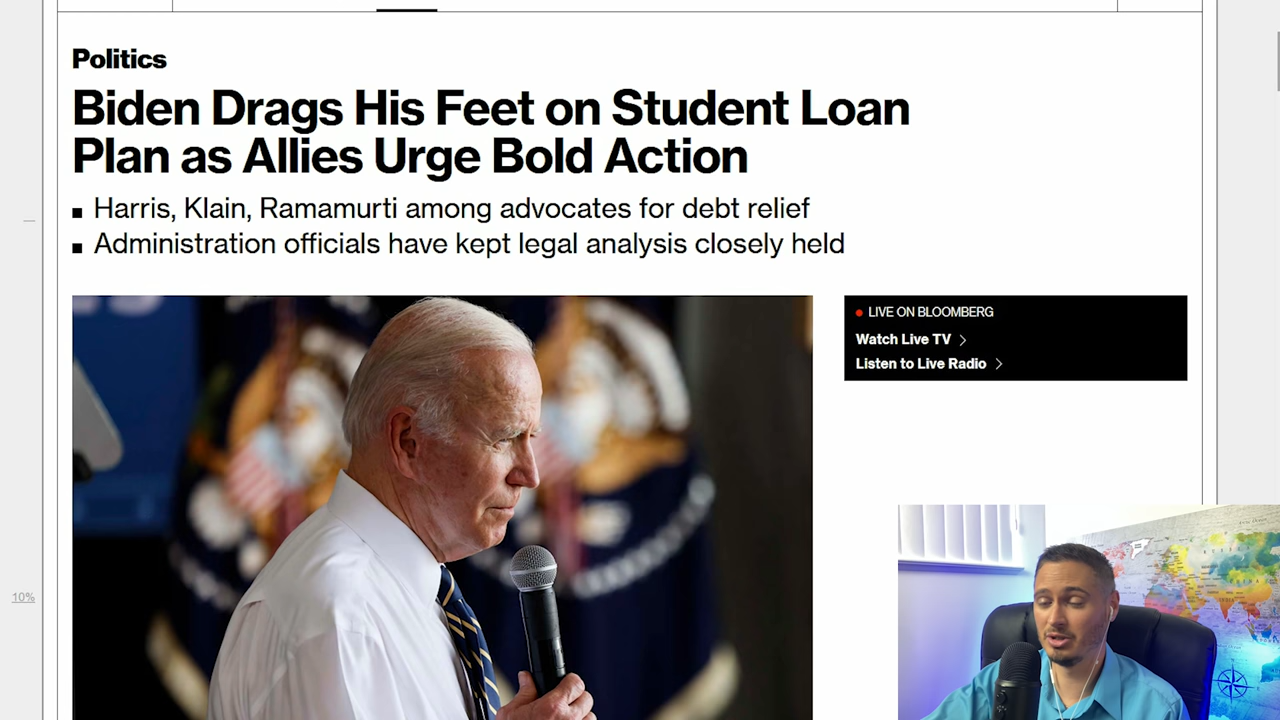 Politics
Biden Drags His Feet on Student Loan
Plan as Allies Urge Bold Action
Harris, Klain, Ramamurti among advocates for debt relief
Administration officials have kept legal analysis closely held
LIVE ON BLOOMBERG
Watch Live TV >
Listen to Live Radio >
10%